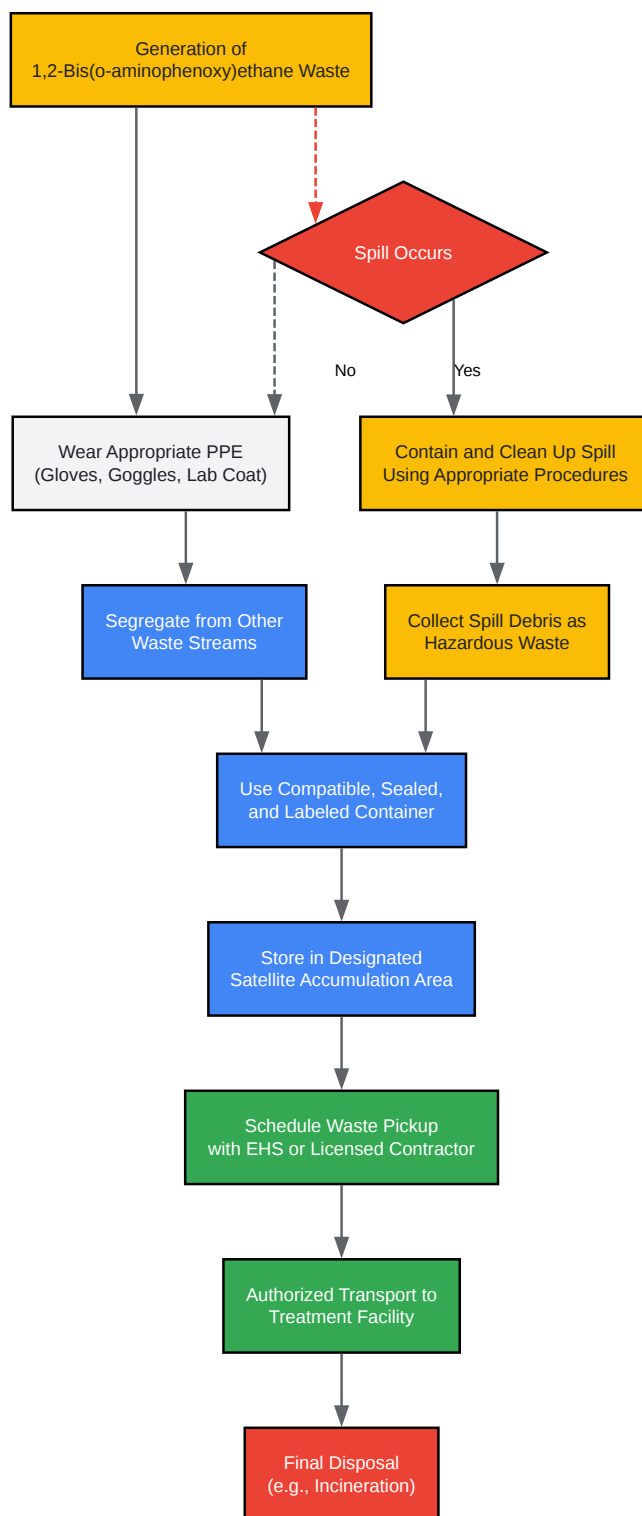 Generation of
1,2-Bis(o-aminophenoxy)ethane Waste
Spill Occurs
No
Yes
Wear Appropriate PPE
(Gloves, Goggles, Lab Coat)
Contain and Clean Up Spill
Using Appropriate Procedures
Segregate from Other
Waste Streams
Collect Spill Debris as
Hazardous Waste
Use Compatible, Sealed,
and Labeled Container
Store in Designated
Satellite Accumulation Area
Schedule Waste Pickup
with EHS or Licensed Contractor
Authorized Transport to
Treatment Facility
Final Disposal
(e.g., Incineration)